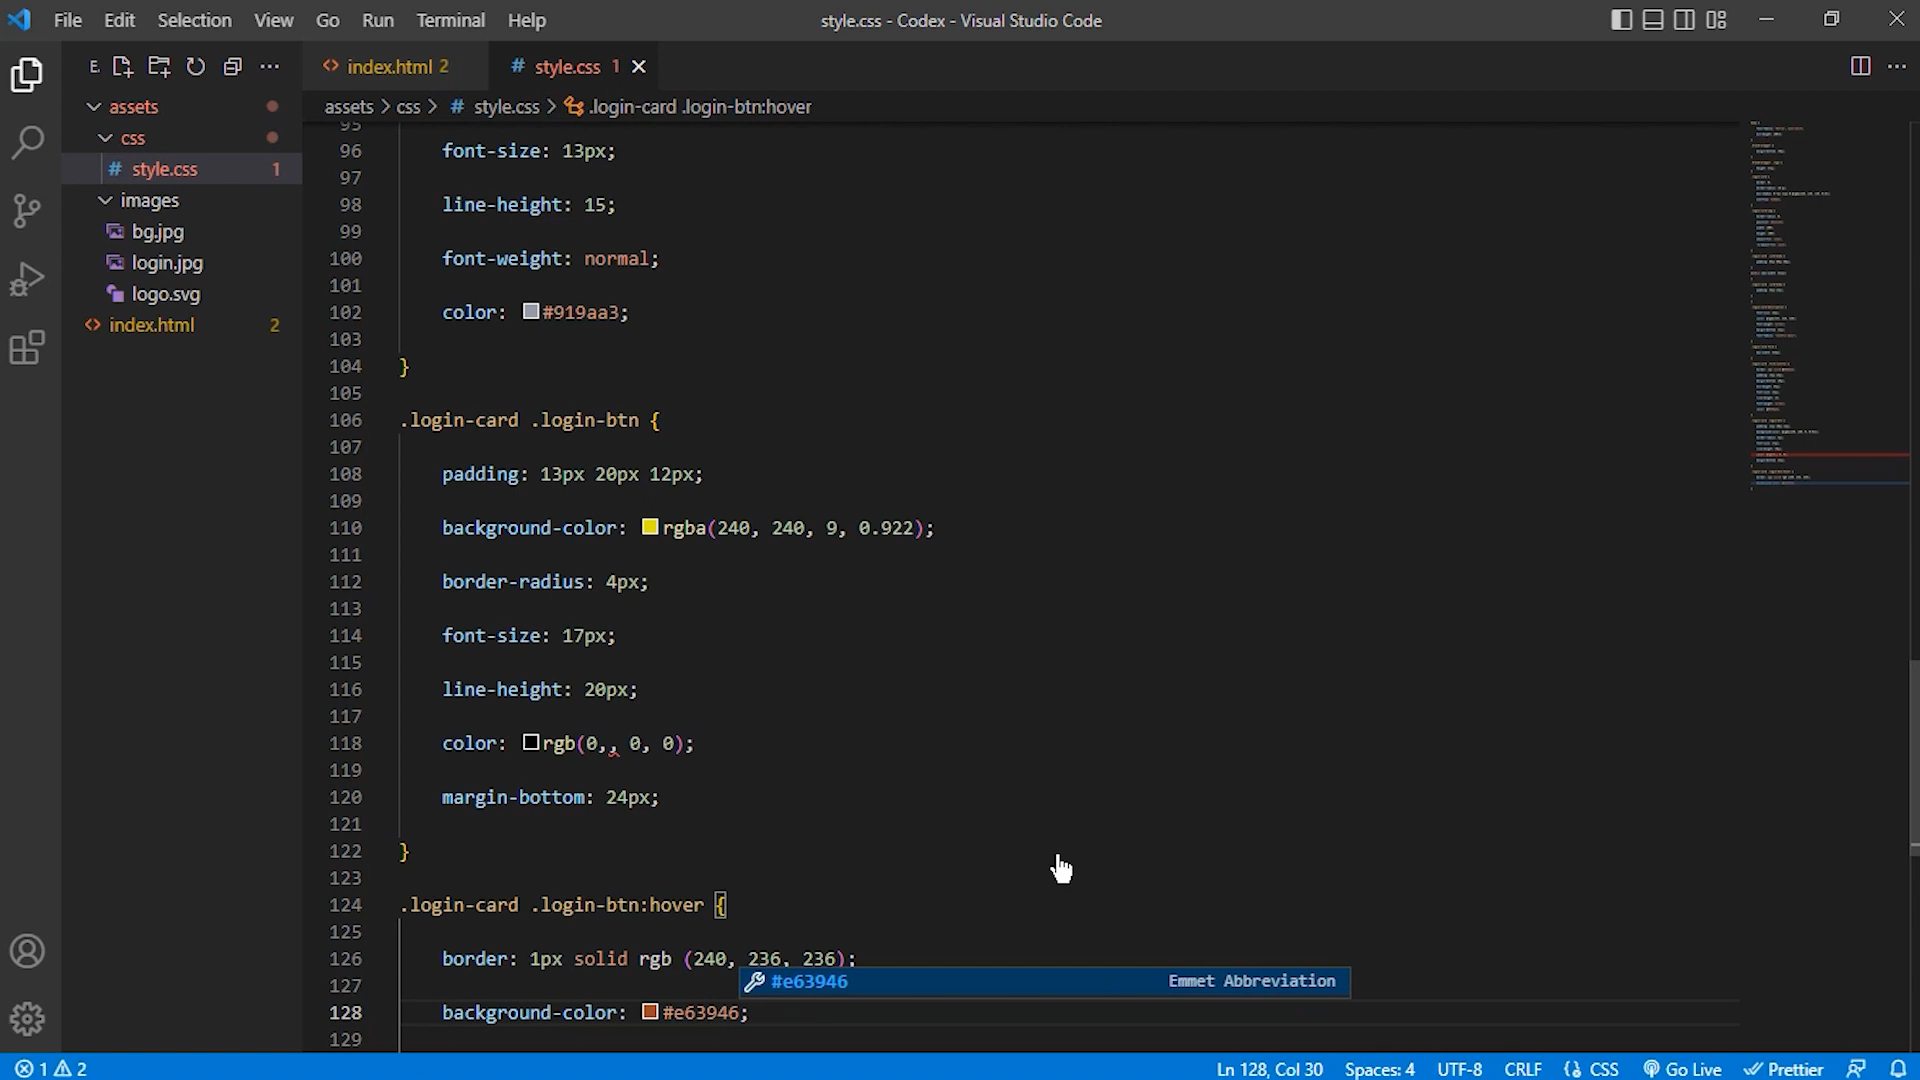 File Edit Selection View Go Run Terminal Help style.css - Codex - Visual Studio Code
E. index.html 2 # style.css 1
assets
assets > css > # style.css > .login-card .login-btn:hover
css
# style.css 1
images
bg.jpg
login.jpg
logo.svg
index.html 2
95
96 font-size: 13px;
97
98 line-height: 15;
99
100 font-weight: normal;
101
102 color: #919aa3;
103
104 }
105
106 .login-card .login-btn {
107
108 padding: 13px 20px 12px;
109
110 background-color: rgba(240, 240, 9, 0.922);
111
112 border-radius: 4px;
113
114 font-size: 17px;
115
116 line-height: 20px;
117
118 color: rgb(0,, 0, 0);
119
120 margin-bottom: 24px;
121
122 }
123
124 .login-card .login-btn:hover {
125
126 border: 1px solid rgb (240, 236, 236);
127
#e63946 Emmet Abbreviation
128 background-color: #e63946;
129
1 2 Ln 128, Col 30 Spaces: 4 UTF-8 CRLF {} CSS Go Live Prettier